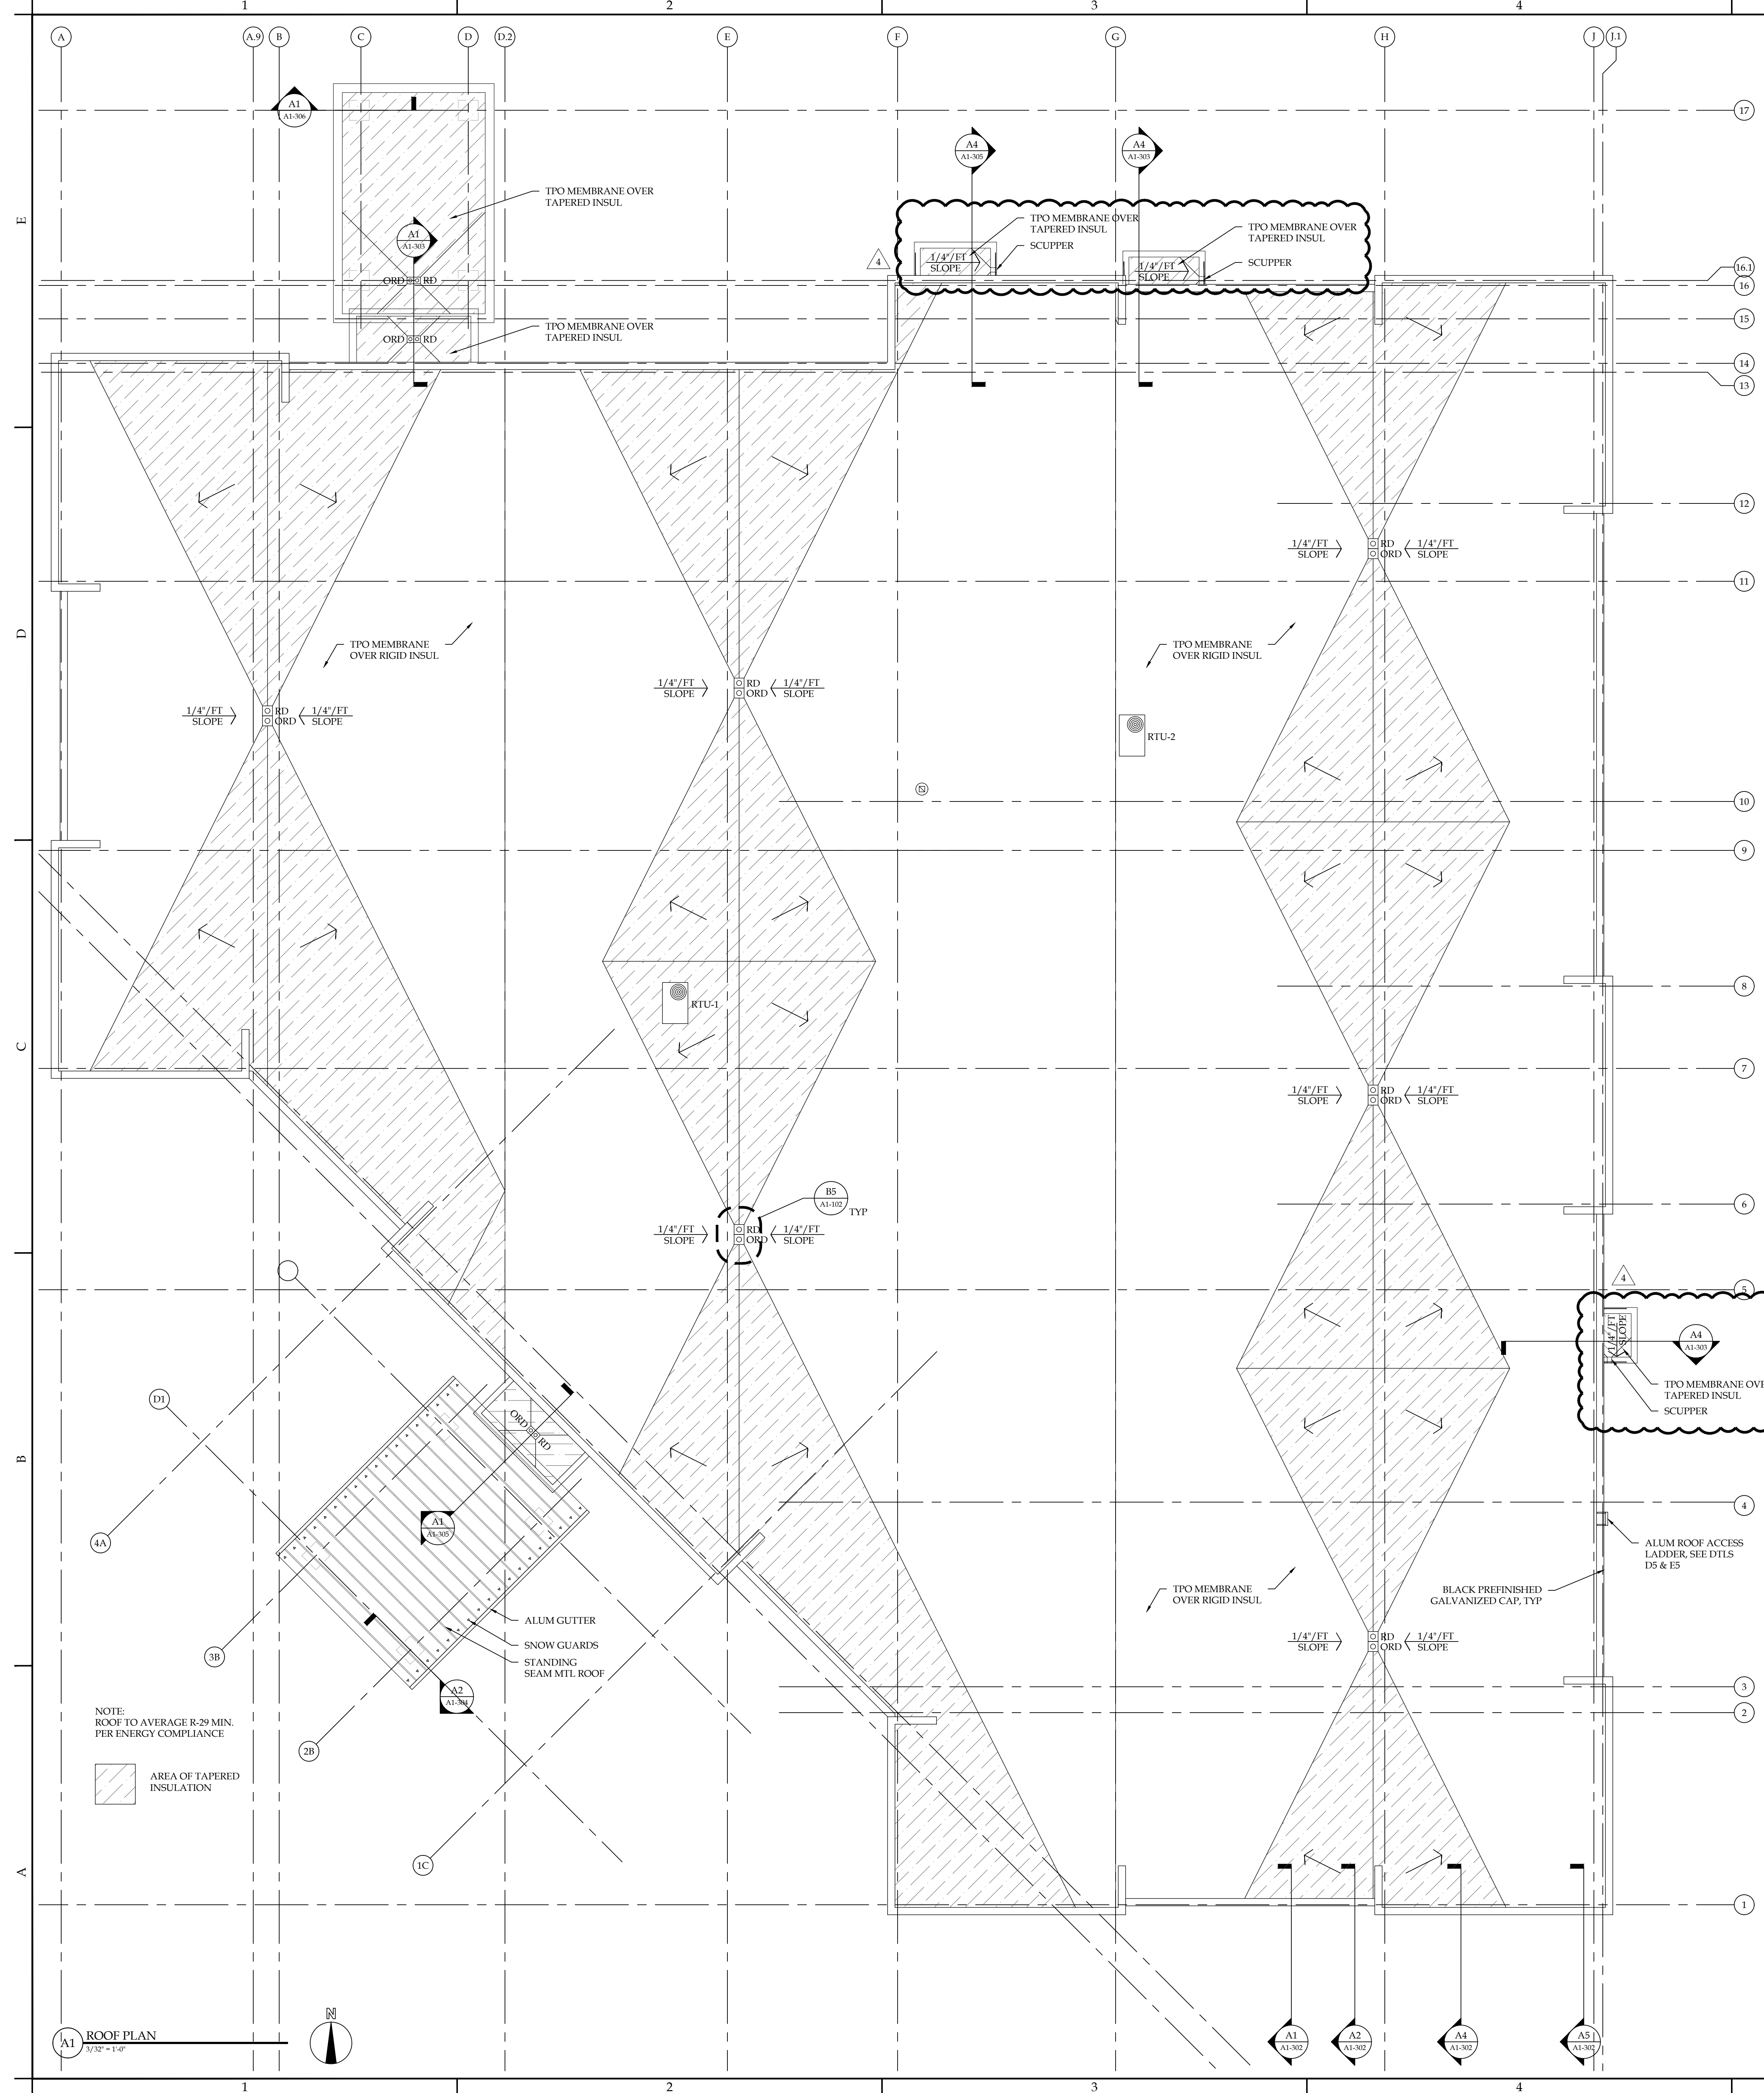 1 2 3 4
A A.9 B C D D.2 E F G H J J.1
A1
A1-306
17
A4
A1-305
A4
A1-303
E
TPO MEMBRANE OVER
TAPERED INSUL
TPO MEMBRANE OVER
TAPERED INSUL
SCUPPER
TPO MEMBRANE OVER
TAPERED INSUL
SCUPPER
A1
A1-303
4
1/4"/FT
SLOPE
1/4"/FT
SLOPE
16.1
ORD RD
16
15
TPO MEMBRANE OVER
TAPERED INSUL
ORD RD
14
13
12
1/4"/FT
SLOPE
RD
ORD
1/4"/FT
SLOPE
11
D
TPO MEMBRANE
OVER RIGID INSUL
TPO MEMBRANE
OVER RIGID INSUL
1/4"/FT
SLOPE
RD
ORD
1/4"/FT
SLOPE
1/4"/FT
SLOPE
RD
ORD
1/4"/FT
SLOPE
RTU-2
10
9
8
RTU-1
C
7
1/4"/FT
SLOPE
RD
ORD
1/4"/FT
SLOPE
B5
A1-102
TYP
6
1/4"/FT
SLOPE
RD
ORD
1/4"/FT
SLOPE
4
5
1/4"/FT
SLOPE
A4
A1-303
TPO MEMBRANE OVE
TAPERED INSUL
SCUPPER
D1
ORD RD
B
4
A1
A1-305
4A
ALUM ROOF ACCESS
LADDER, SEE DTLS
D5 & E5
TPO MEMBRANE
OVER RIGID INSUL
BLACK PREFINISHED
GALVANIZED CAP, TYP
ALUM GUTTER
SNOW GUARDS
STANDING
SEAM MTL ROOF
3B
1/4"/FT
SLOPE
RD
ORD
1/4"/FT
SLOPE
A2
A1-304
3
2
NOTE:
ROOF TO AVERAGE R-29 MIN.
PER ENERGY COMPLIANCE
2B
AREA OF TAPERED
INSULATION
1C
A
1
N
A1
ROOF PLAN
3/32" = 1'-0"
A1
A1-302
A2
A1-302
A4
A1-302
A5
A1-302
1 2 3 4